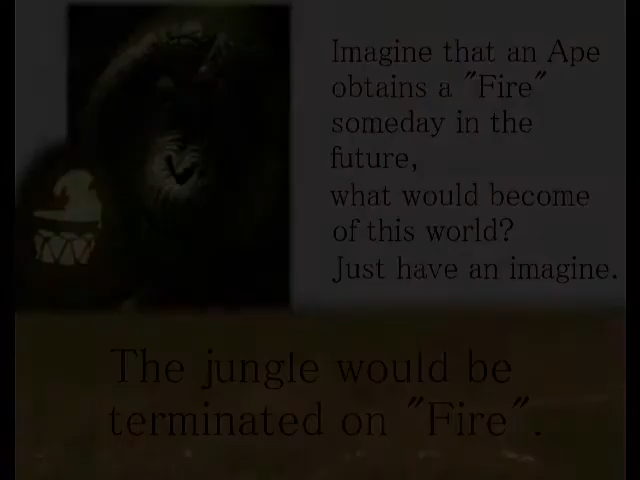 Imagine that an Ape
obtains a "Fire"
someday in the
future,
what would become
of this world?
Just have an imagine.
The jungle would be
terminated on "Fire".